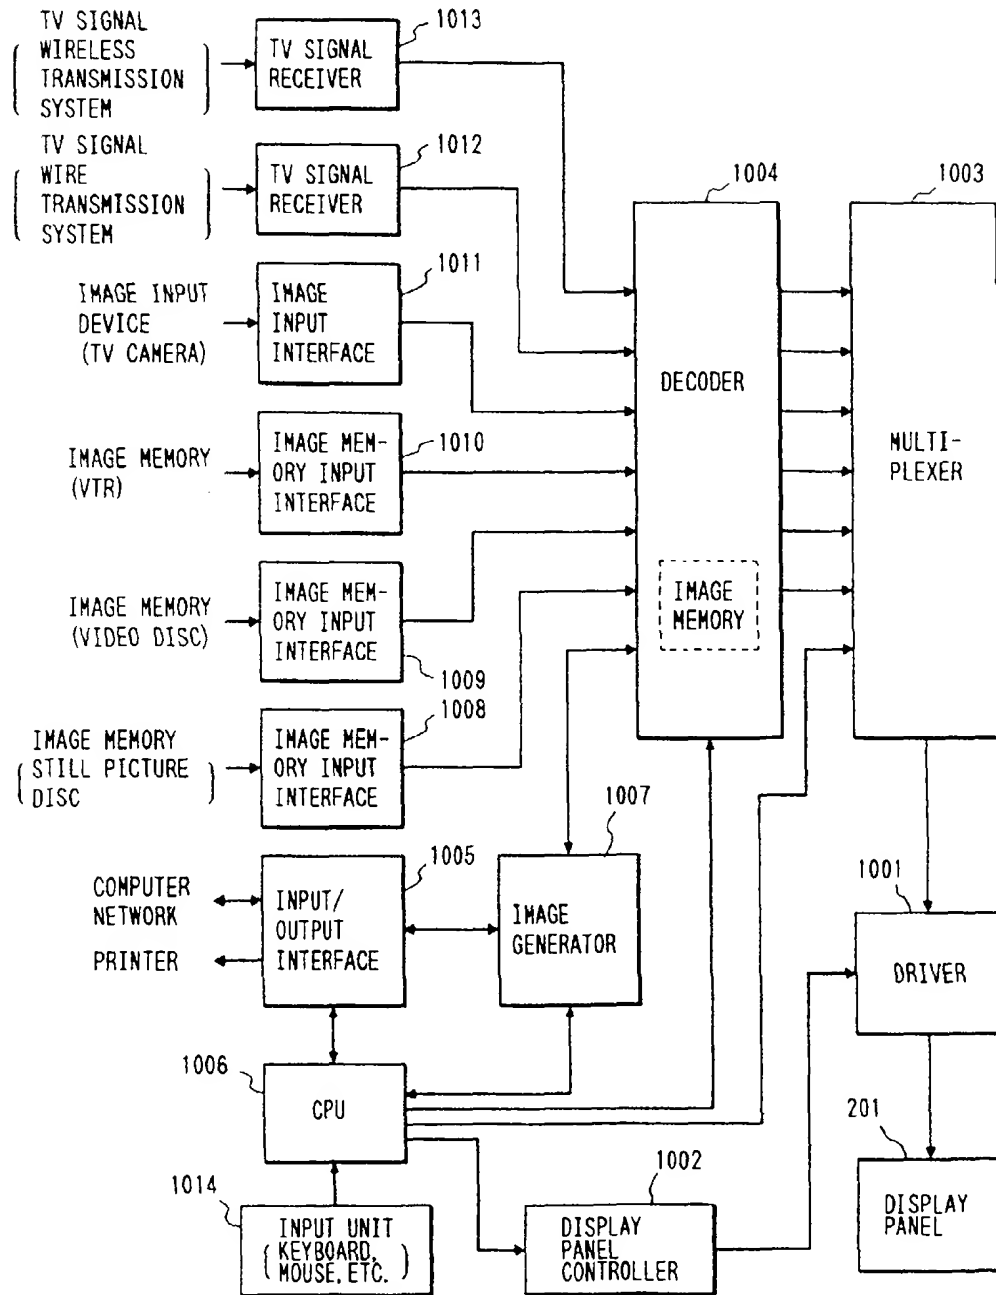 TV SIGNAL
WIRELESS
TRANSMISSION
SYSTEM
TV SIGNAL
RECEIVER
1013
TV SIGNAL
WIRE
TRANSMISSION
SYSTEM
TV SIGNAL
RECEIVER
1012
IMAGE INPUT
DEVICE
(TV CAMERA)
IMAGE
INPUT
INTERFACE
1011
IMAGE MEMORY
(VTR)
IMAGE MEM-
ORY INPUT
INTERFACE
1010
IMAGE MEMORY
(VIDEO DISC)
IMAGE MEM-
ORY INPUT
INTERFACE
1009
IMAGE MEMORY
STILL PICTURE
DISC
IMAGE MEM-
ORY INPUT
INTERFACE
1008
1004
DECODER
IMAGE
MEMORY
1003
MULTI-
PLEXER
COMPUTER
NETWORK
PRINTER
INPUT/
OUTPUT
INTERFACE
1005
1007
IMAGE
GENERATOR
1001
DRIVER
1006
CPU
201
DISPLAY
PANEL
1014
INPUT UNIT
KEYBOARD,
MOUSE, ETC.
1002
DISPLAY
PANEL
CONTROLLER